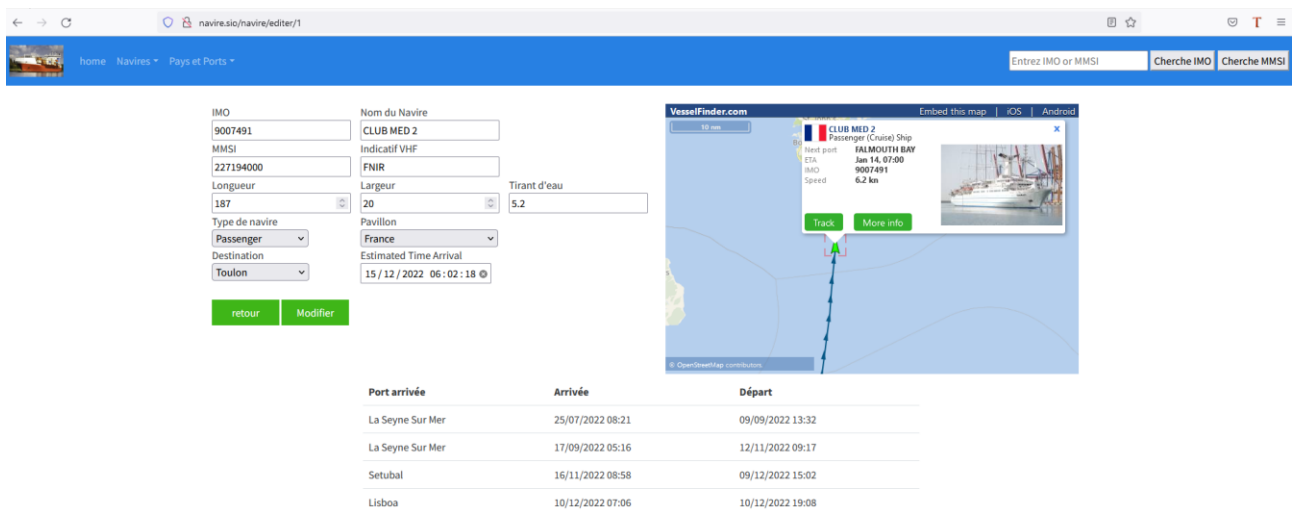 navire.sio/navire/editer/1
T
home Navires Pays et Ports
Entrez IMO or MMSI Cherche IMO Cherche MMSI
IMO Nom du Navire
9007491 CLUB MED 2
MMSI Indicatif VHF
227194000 FNIR
Longueur Largeur Tirant d'eau
187 20 5.2
Type de navire Pavillon
Passenger France
Destination Estimated Time Arrival
Toulon 15/12/2022 06:02:18
retour Modifier
VesselFinder.com Embed this map | iOS | Android
10 nm
CLUB MED 2 x
Passenger (Cruise) Ship
Next port FALMOUTH BAY
ETA Jan 14, 07:00
IMO 9007491
Speed 6.2 kn
Track More info
© OpenStreetMap contributors
Port arrivée Arrivée Départ
La Seyne Sur Mer 25/07/2022 08:21 09/09/2022 13:32
La Seyne Sur Mer 17/09/2022 05:16 12/11/2022 09:17
Setubal 16/11/2022 08:58 09/12/2022 15:02
Lisboa 10/12/2022 07:06 10/12/2022 19:08